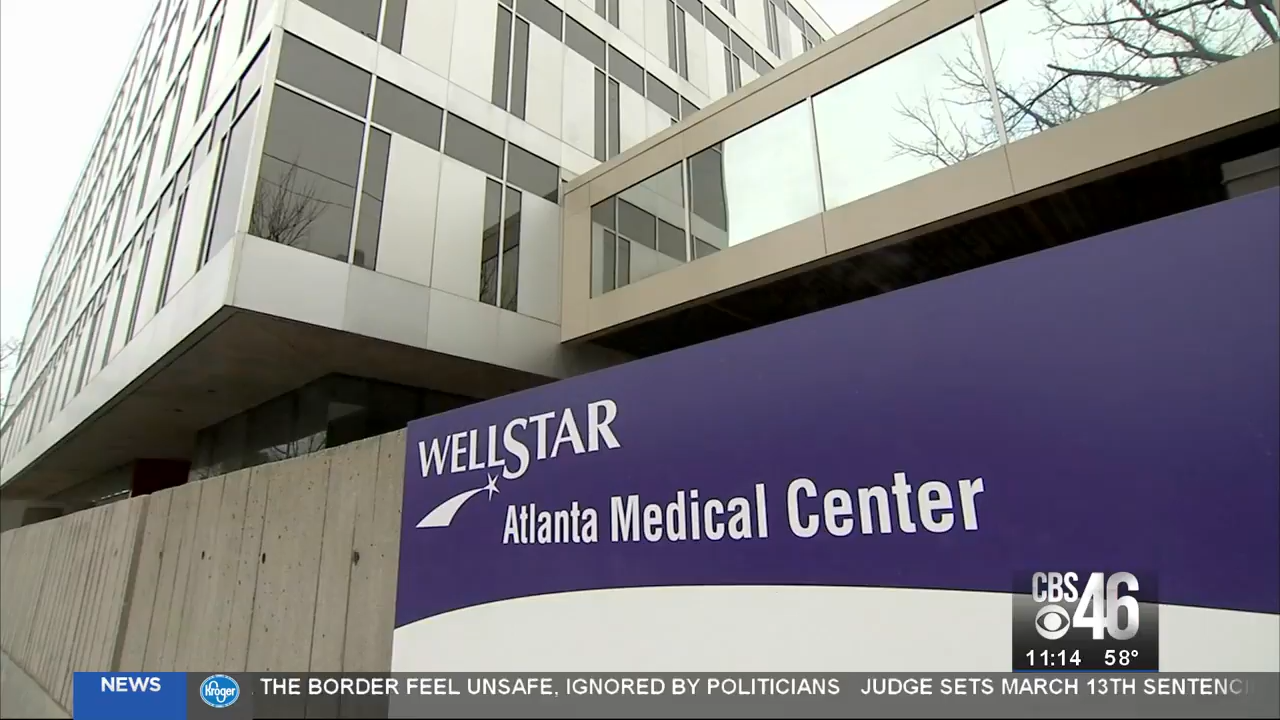 WELLSTAR
Atlanta Medical Center
CBS 46
11:14 58°
NEWS Kroger THE BORDER FEEL UNSAFE, IGNORED BY POLITICIANS JUDGE SETS MARCH 13TH